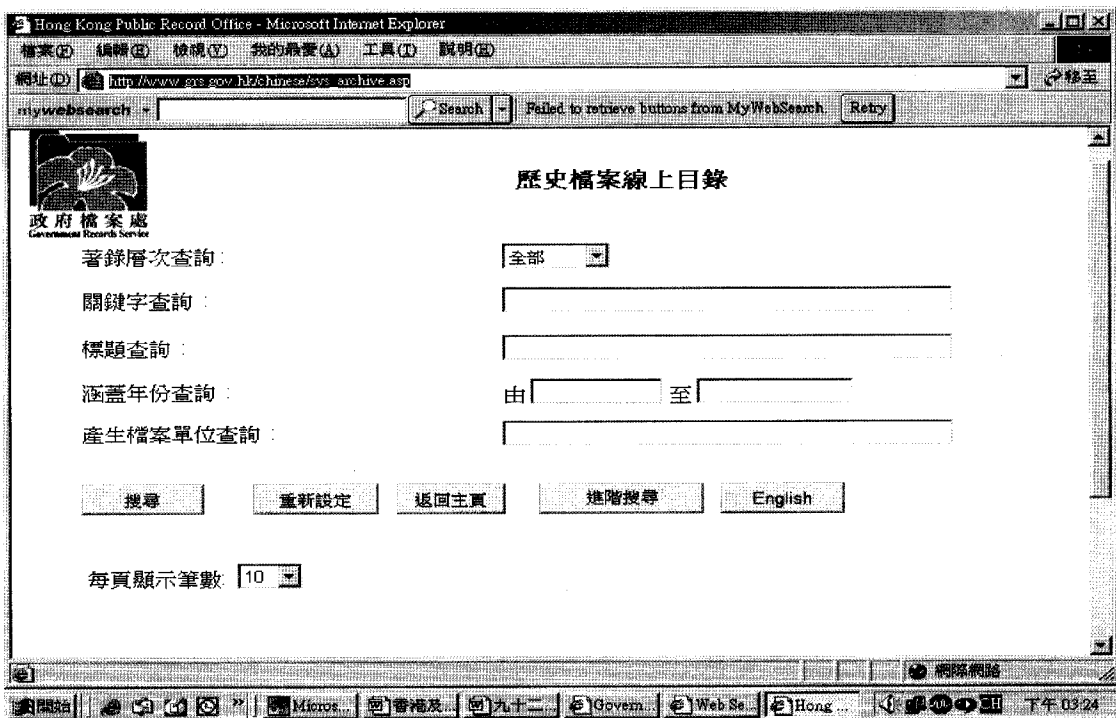 Hong Kong Public Record Office - Microsoft Internet Explorer
檔案(F) 編輯(E) 檢視(V) 我的最愛(A) 工具(T) 說明(H)
網址(D) http://www.grs.gov.hk/chinese/sys_archive.asp 移至
mywebsearch Search Failed to retrieve buttons from MyWebSearch Retry
政府檔案處
Government Records Service
歷史檔案線上目錄
著錄層次查詢 : 全部
關鍵字查詢 :
標題查詢 :
涵蓋年份查詢 : 由 至
產生檔案單位查詢 :
搜尋 重新設定 返回主頁 進階搜尋 English
每頁顯示筆數: 10
網際網路
開始 » Micros... 香港及... 九十二... Govern... Web Se... Hong ... 下午 03:24